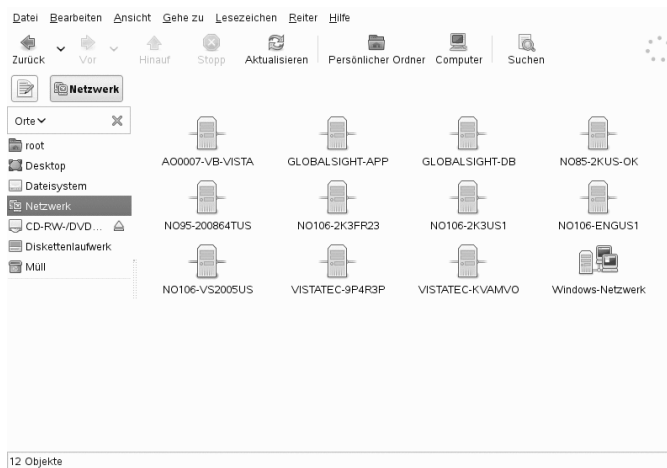 Datei Bearbeiten Ansicht Gehe zu Lesezeichen Reiter Hilfe
Zurück Vor Hinauf Stopp Aktualisieren Persönlicher Ordner Computer Suchen
Netzwerk
Orte
root
Desktop
Dateisystem
Netzwerk
CD-RW-/DVD...
Diskettenlaufwerk
Müll
AO0007-VB-VISTA GLOBALSIGHT-APP GLOBALSIGHT-DB NO85-2KUS-OK
NO95-200864TUS NO106-2K3FR23 NO106-2K3US1 NO106-ENGUS1
NO106-VS2005US VISTATEC-9P4R3P VISTATEC-KVAMVO Windows-Netzwerk
12 Objekte